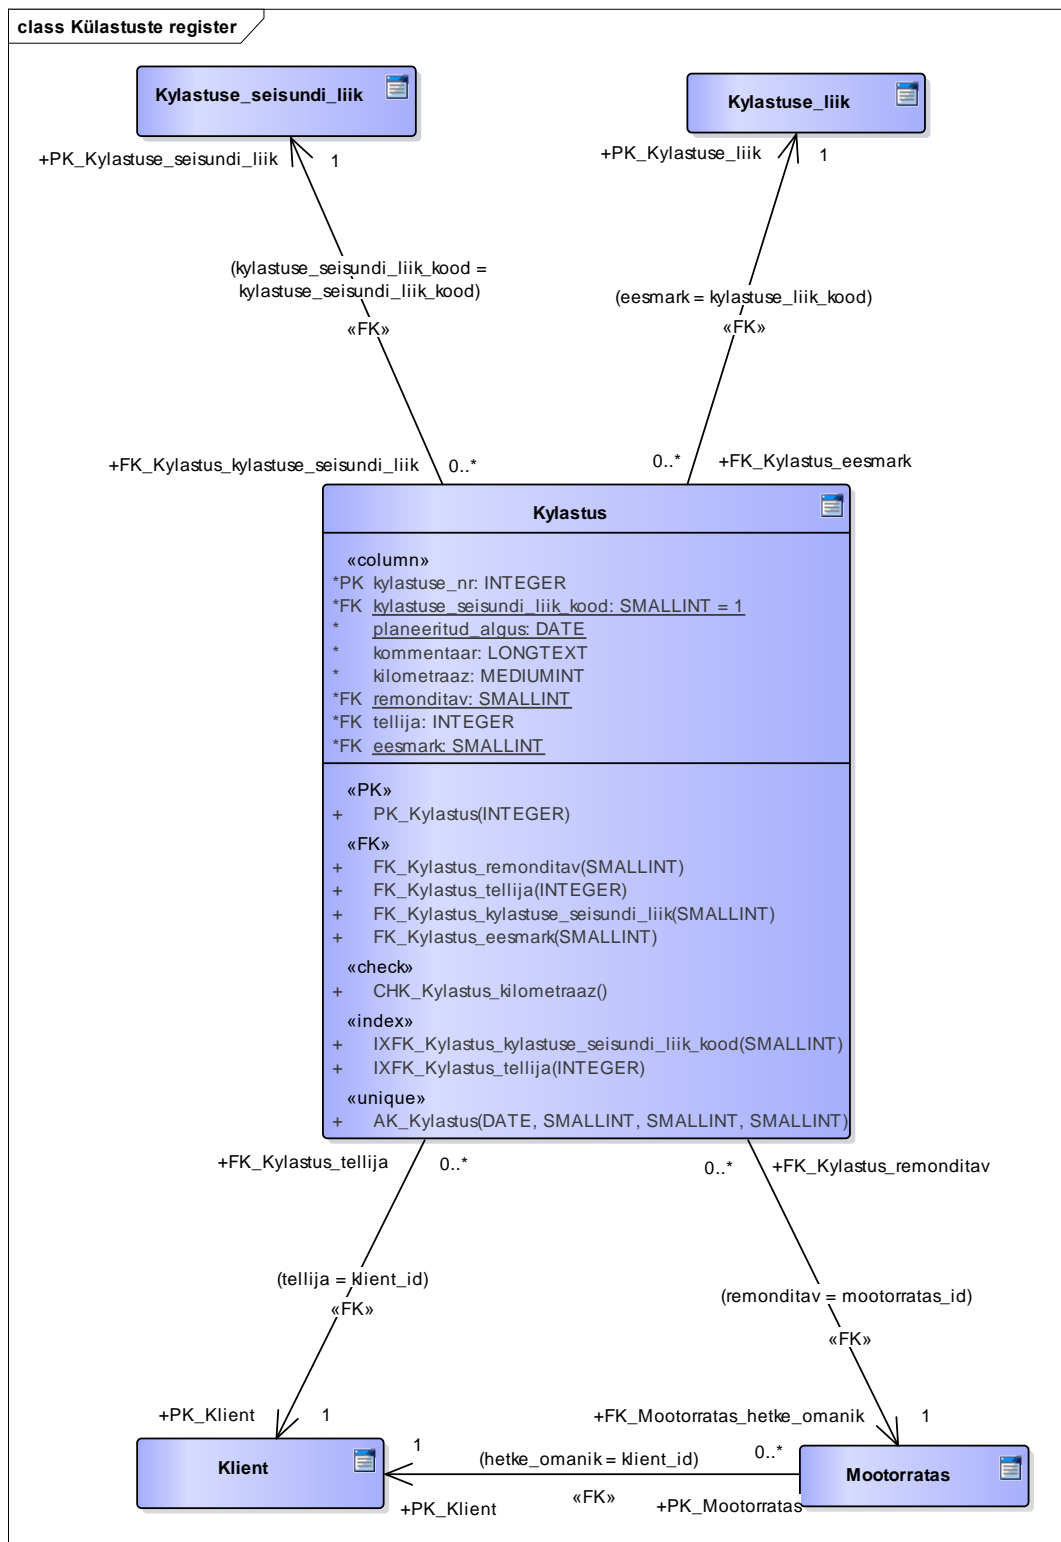 class Külastuste register
Kylastuse_seisundi_liik
Kylastuse_liik
+PK_Kylastuse_seisundi_liik
1
+PK_Kylastuse_liik
1
(kylastuse_seisundi_liik_kood =
kylastuse_seisundi_liik_kood)
«FK»
(eesmark = kylastuse_liik_kood)
«FK»
+FK_Kylastus_kylastuse_seisundi_liik
0..*
0..*
+FK_Kylastus_eesmark
Kylastus
«column»
*PK kylastuse_nr: INTEGER
*FK kylastuse_seisundi_liik_kood: SMALLINT = 1
* planeeritud_algus: DATE
* kommentaar: LONGTEXT
* kilometraaz: MEDIUMINT
*FK remonditav: SMALLINT
*FK tellija: INTEGER
*FK eesmark: SMALLINT
«PK»
+ PK_Kylastus(INTEGER)
«FK»
+ FK_Kylastus_remonditav(SMALLINT)
+ FK_Kylastus_tellija(INTEGER)
+ FK_Kylastus_kylastuse_seisundi_liik(SMALLINT)
+ FK_Kylastus_eesmark(SMALLINT)
«check»
+ CHK_Kylastus_kilometraaz()
«index»
+ IXFK_Kylastus_kylastuse_seisundi_liik_kood(SMALLINT)
+ IXFK_Kylastus_tellija(INTEGER)
«unique»
+ AK_Kylastus(DATE, SMALLINT, SMALLINT, SMALLINT)
+FK_Kylastus_tellija
0..*
0..*
+FK_Kylastus_remonditav
(tellija = klient_id)
«FK»
(remonditav = mootorratas_id)
«FK»
+PK_Klient
1
+FK_Mootorratas_hetke_omanik
1
Klient
1
(hetke_omanik = klient_id)
0..*
Mootorratas
«FK»
+PK_Klient
+PK_Mootorratas